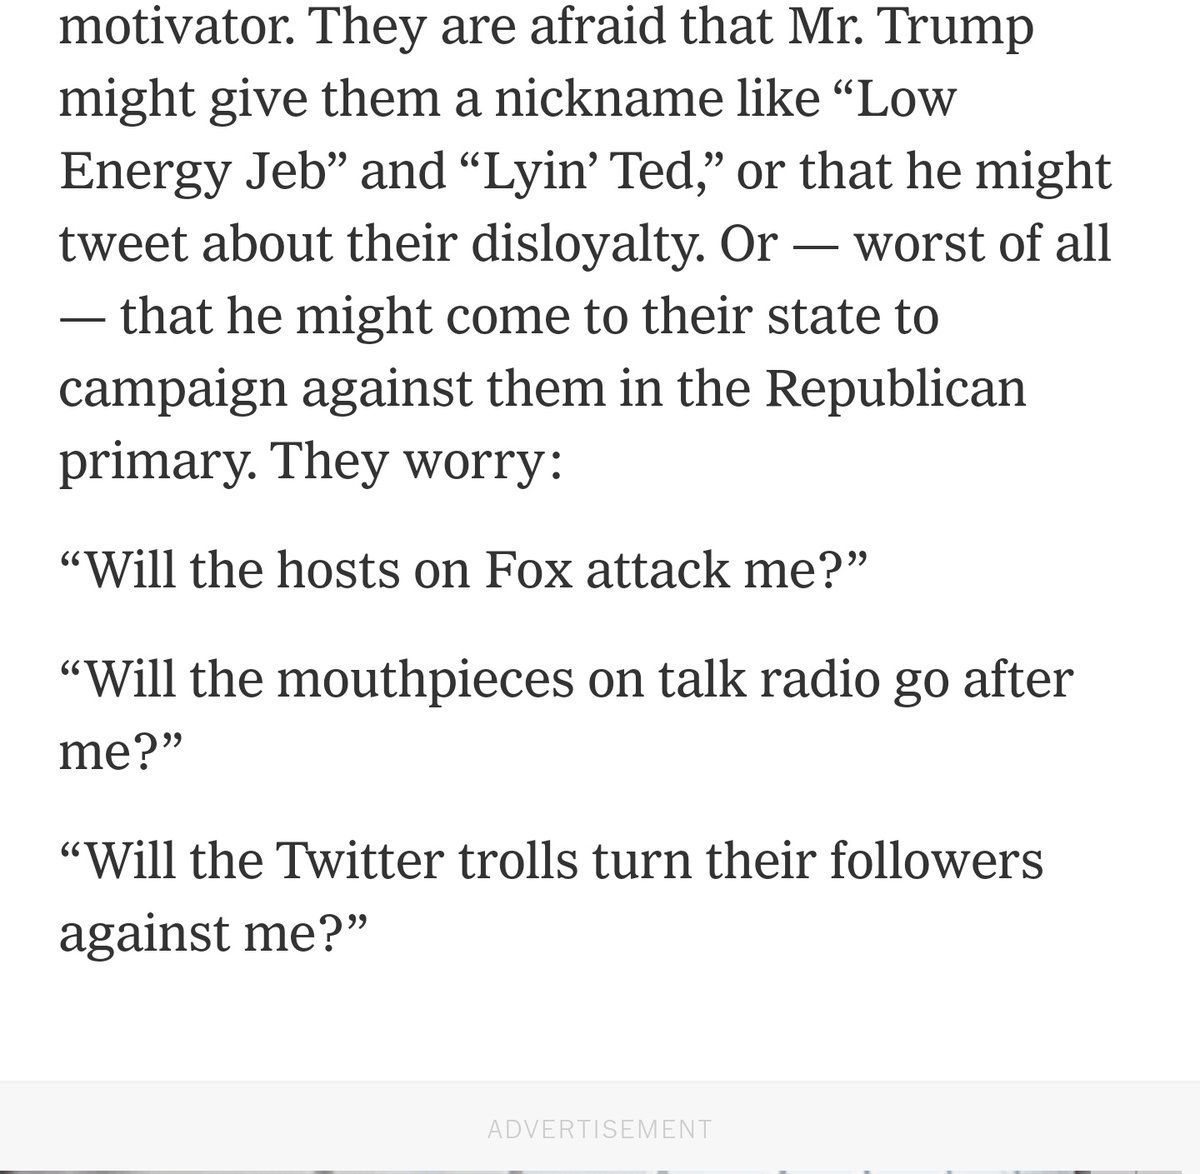 motivator. They are afraid that Mr. Trump
might give them a nickname like “Low
Energy Jeb” and “Lyin’ Ted,” or that he might
tweet about their disloyalty. Or — worst of all
— that he might come to their state to
campaign against them in the Republican
primary. They worry:
“Will the hosts on Fox attack me?”
“Will the mouthpieces on talk radio go after
me?”
“Will the Twitter trolls turn their followers
against me?”
ADVERTISEMENT